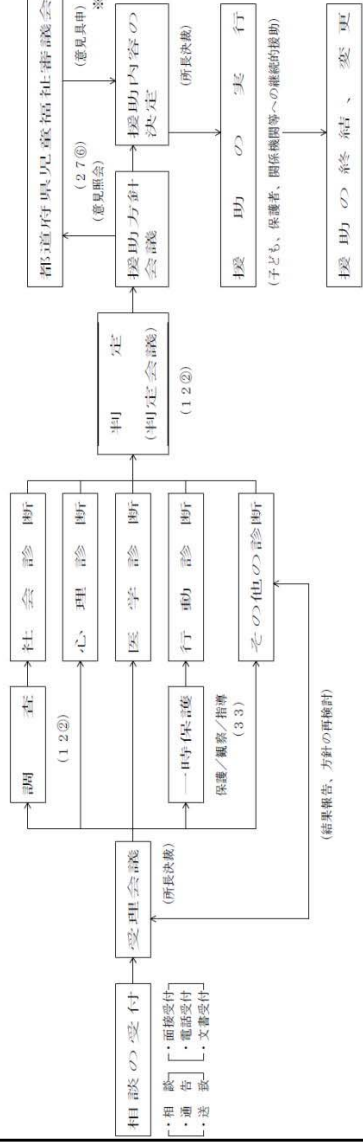 相談の受付
・相談
・通告
・送致
・面接受付
・電話受付
・文書受付
受理会議
(所長決裁)
調査
(12②)
社会診断
心理診断
医学診断
一時保護
保護/観察/指導
(33)
行動診断
その他の診断
(結果報告、方針の再検討)
判定
(判定会議)
(12②)
都道府県児童福祉審議会
(27⑥)
(意見照会)
(意見具申)
※
援助方針
会議
援助内容の
決定
(所長決裁)
援助の実行
(子ども、保護者、関係機関等への継続的援助)
援助の終結、変更